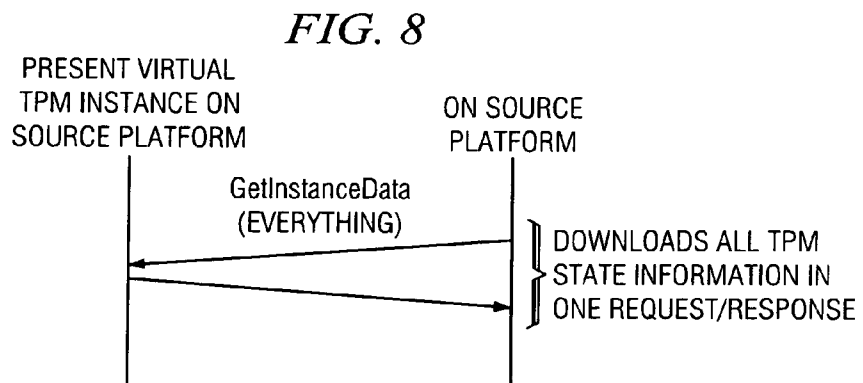 FIG. 8
PRESENT VIRTUAL
TPM INSTANCE ON
SOURCE PLATFORM
ON SOURCE
PLATFORM
GetInstanceData
(EVERYTHING)
DOWNLOADS ALL TPM
STATE INFORMATION IN
ONE REQUEST/RESPONSE